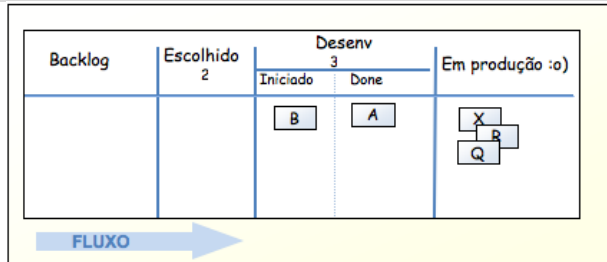 Backlog
Escolhido
2
Desenv
3
Iniciado
Done
Em produção :o)
B
A
X
R
Q
FLUXO